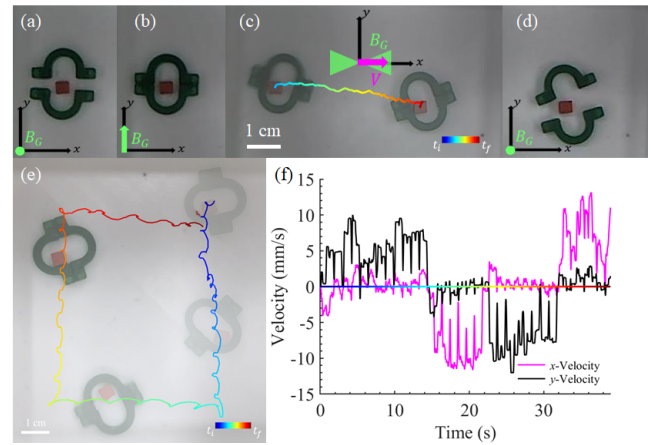 (a)
y
B_G
x
(b)
y
B_G
x
(c)
y
B_G
x
V
1 cm
t_i t_f
(d)
y
B_G
x
(e)
1 cm
t_i t_f
(f)
15
10
5
0
-5
-10
-15
Velocity (mm/s)
x-Velocity
y-Velocity
0 10 20 30
Time (s)